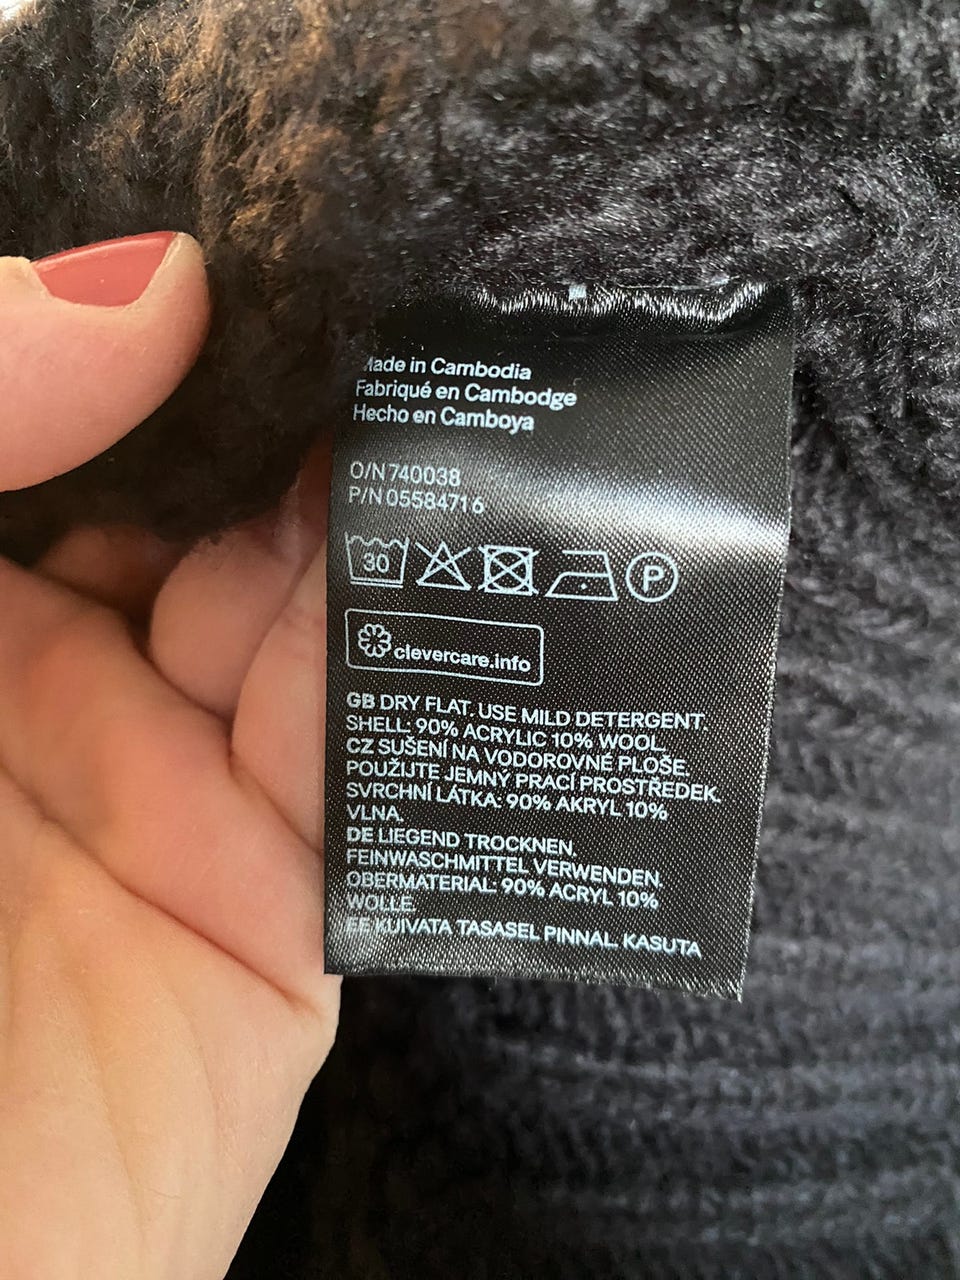 Made in Cambodia
Fabriqué en Cambodge
Hecho en Camboya
O/N 740038
P/N 05584716
30 P
clevercare.info
GB DRY FLAT. USE MILD DETERGENT.
SHELL: 90% ACRYLIC 10% WOOL.
CZ SUŠENÍ NA VODOROVNÉ PLOŠE.
POUŽIJTE JEMNÝ PRACÍ PROSTŘEDEK.
SVRCHNÍ LÁTKA: 90% AKRYL 10%
VLNA.
DE LIEGEND TROCKNEN.
FEINWASCHMITTEL VERWENDEN.
OBERMATERIAL: 90% ACRYL 10%
WOLLE.
EE KUIVATA TASASEL PINNAL. KASUTA